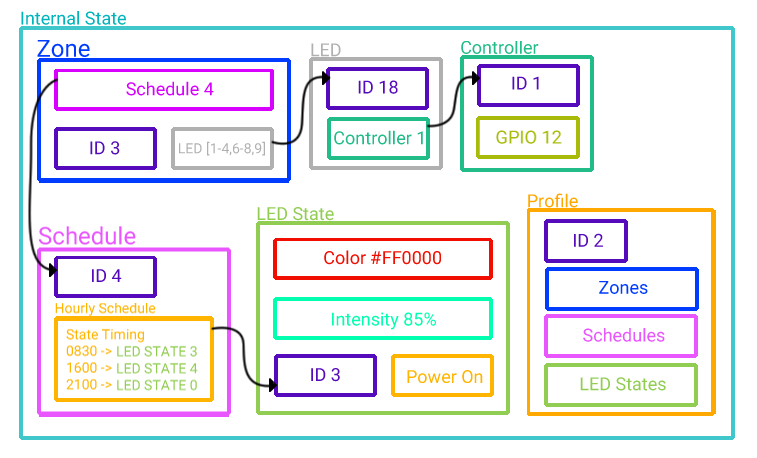 Internal State
Zone
Schedule 4
ID 3
LED [1-4,6-8,9]
LED
ID 18
Controller 1
Controller
ID 1
GPIO 12
Schedule
ID 4
Hourly Schedule
State Timing
0830 -> LED STATE 3
1600 -> LED STATE 4
2100 -> LED STATE 0
LED State
Color #FF0000
Intensity 85%
ID 3
Power On
Profile
ID 2
Zones
Schedules
LED States